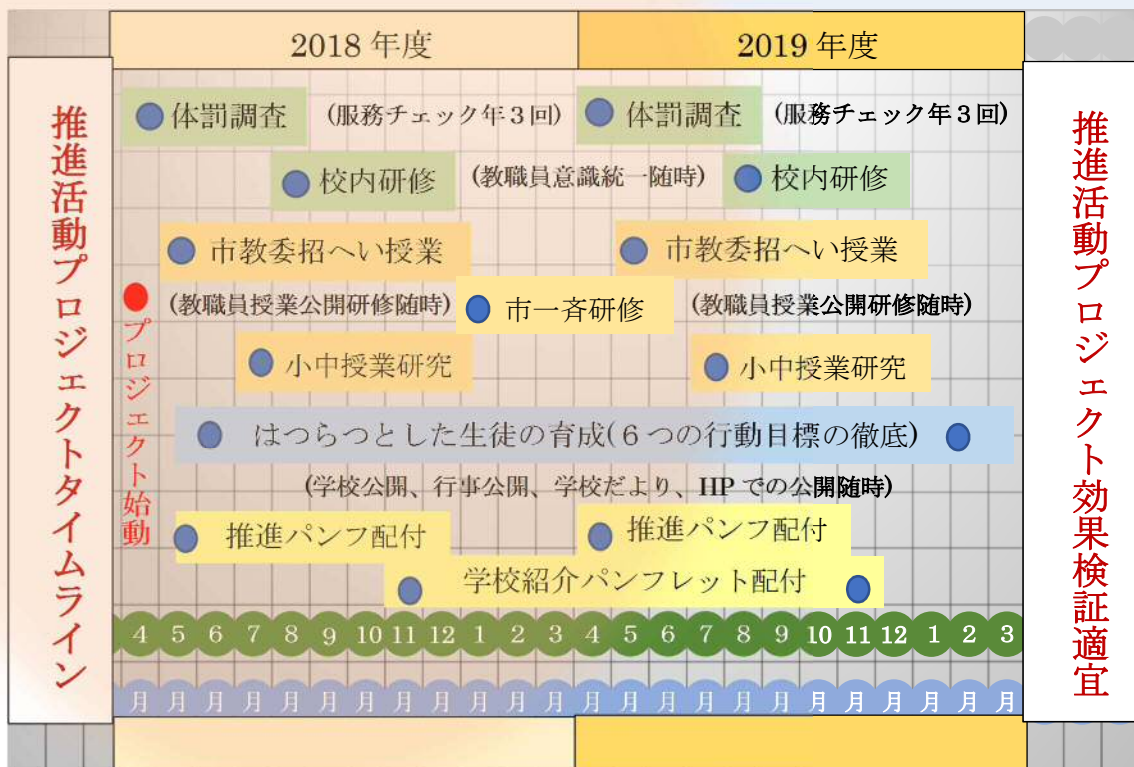 推進活動プロジェクトタイムライン
2018 年度
2019 年度
体罰調査
(服務チェック年３回)
体罰調査
(服務チェック年３回)
校内研修
(教職員意識統一随時)
校内研修
市教委招へい授業
市教委招へい授業
プロジェクト始動
(教職員授業公開研修随時)
市一斉研修
(教職員授業公開研修随時)
小中授業研究
小中授業研究
はつらつとした生徒の育成(６つの行動目標の徹底)
(学校公開、行事公開、学校だより、HP での公開随時)
推進パンフ配付
推進パンフ配付
学校紹介パンフレット配付
4 5 6 7 8 9 10 11 12 1 2 3 4 5 6 7 8 9 10 11 12 1 2 3
月 月 月 月 月 月 月 月 月 月 月 月 月 月 月 月 月 月 月 月 月 月 月 月
推進活動プロジェクト効果検証適宜